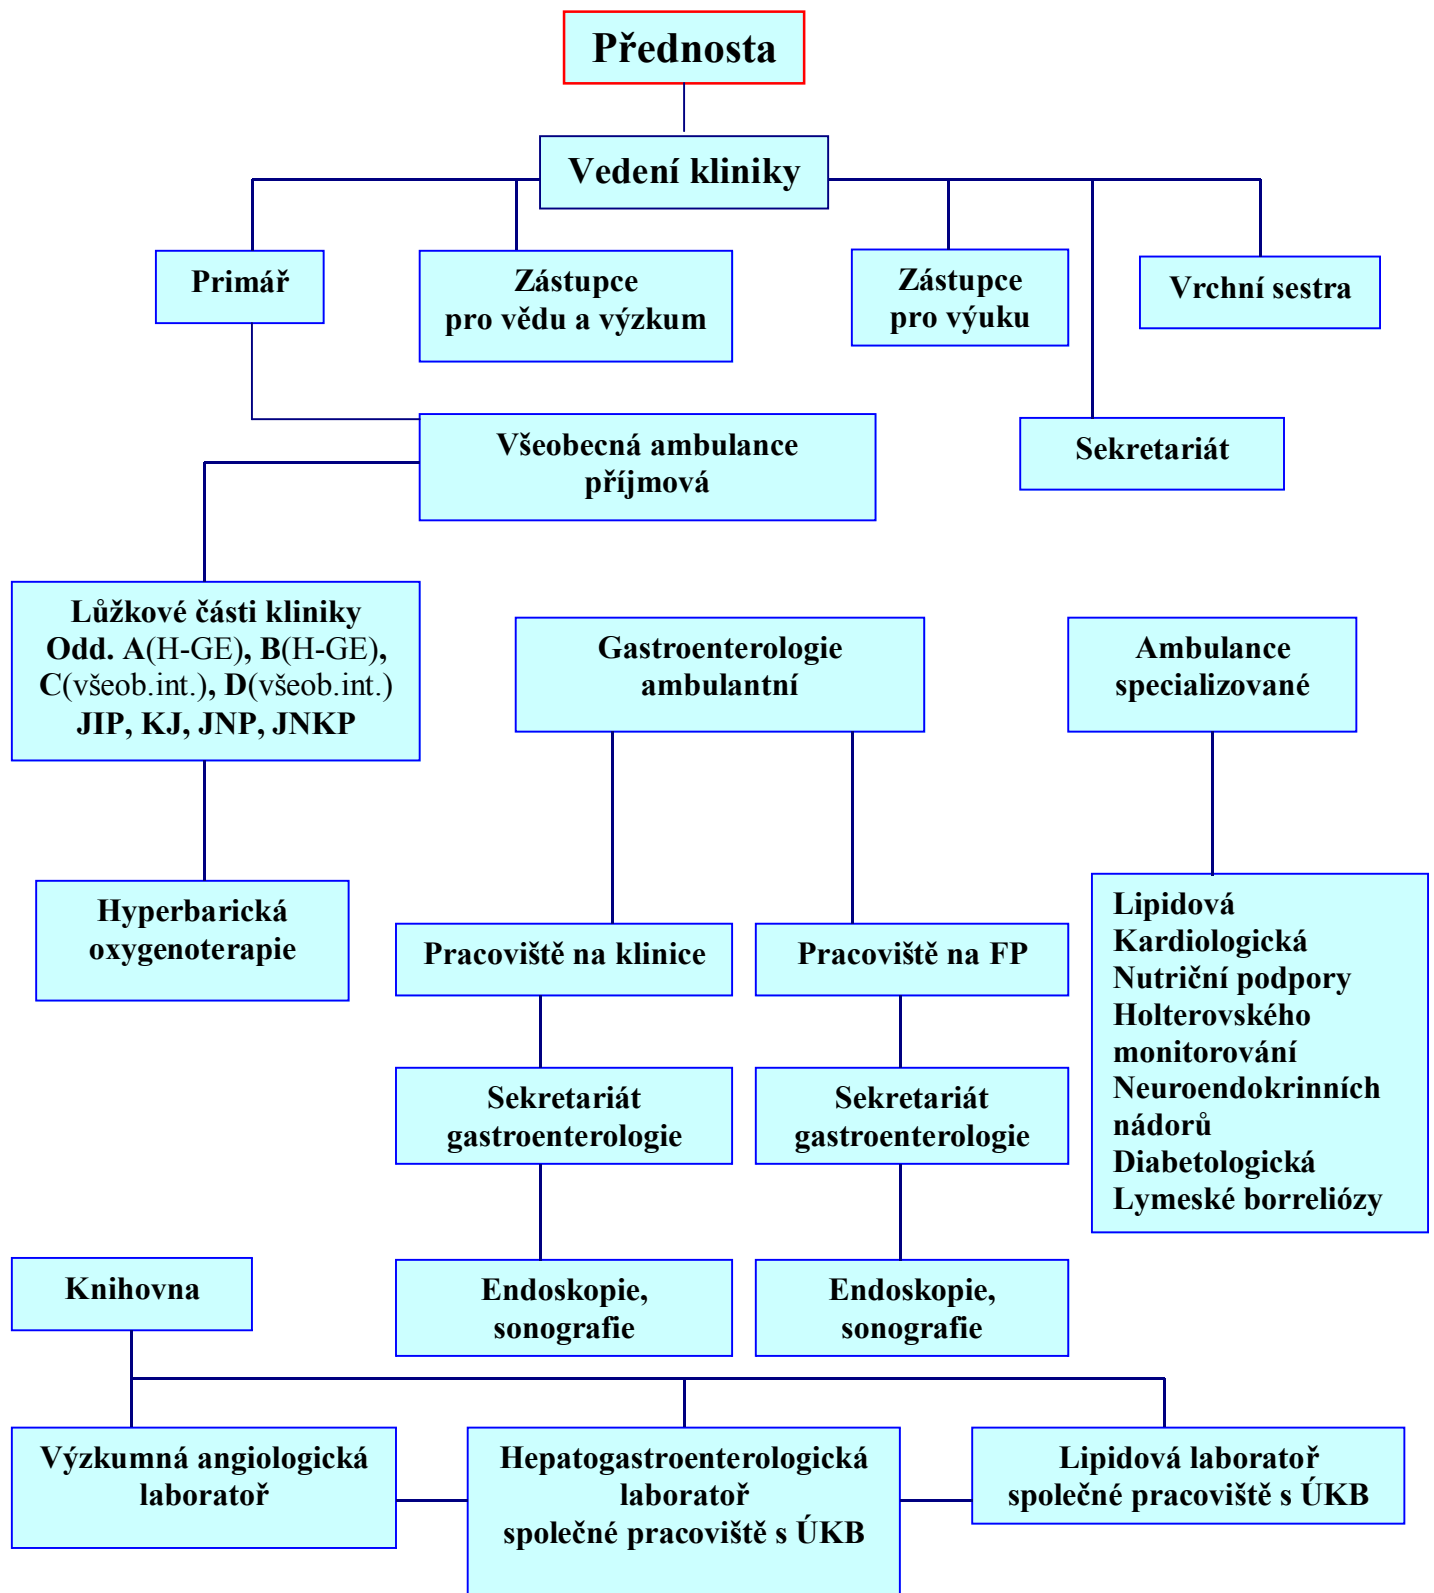 Přednosta
Vedení kliniky
Primář
Zástupce
pro vědu a výzkum
Zástupce
pro výuku
Vrchní sestra
Všeobecná ambulance
příjmová
Sekretariát
Lůžkové části kliniky
Odd. A(H-GE), B(H-GE),
C(všeob.int.), D(všeob.int.)
JIP, KJ, JNP, JNKP
Gastroenterologie
ambulantní
Ambulance
specializované
Hyperbarická
oxygenoterapie
Pracoviště na klinice
Pracoviště na FP
Lipidová
Kardiologická
Nutriční podpory
Holterovského
monitorování
Neuroendokrinních
nádorů
Diabetologická
Lymeské borreliózy
Sekretariát
gastroenterologie
Sekretariát
gastroenterologie
Knihovna
Endoskopie,
sonografie
Endoskopie,
sonografie
Výzkumná angiologická
laboratoř
Hepatogastroenterologická
laboratoř
společné pracoviště s ÚKB
Lipidová laboratoř
společné pracoviště s ÚKB